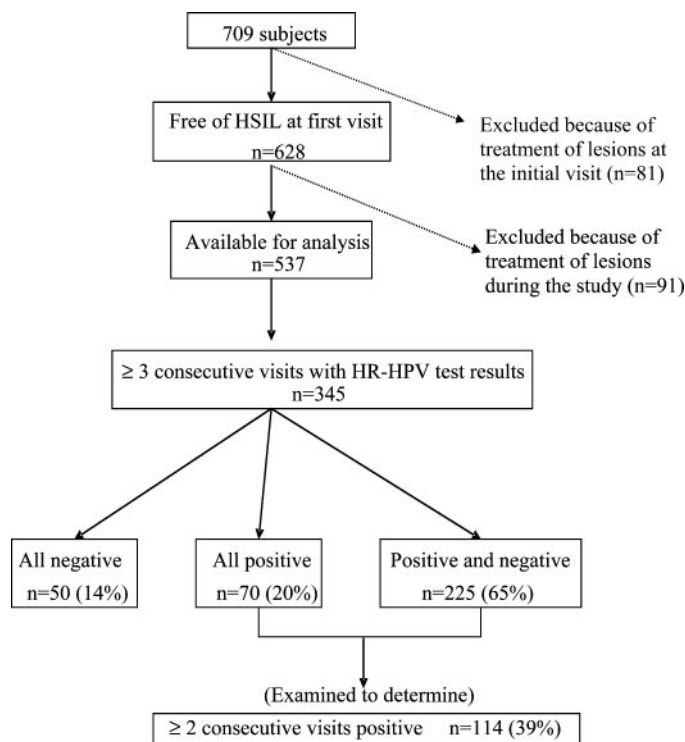 709 subjects
Free of HSIL at first visit
n=628
Excluded because of
treatment of lesions at
the initial visit (n=81)
Available for analysis
n=537
Excluded because of
treatment of lesions
during the study (n=91)
≥ 3 consecutive visits with HR-HPV test results
n=345
All negative
n=50 (14%)
All positive
n=70 (20%)
Positive and negative
n=225 (65%)
(Examined to determine)
≥ 2 consecutive visits positive n=114 (39%)